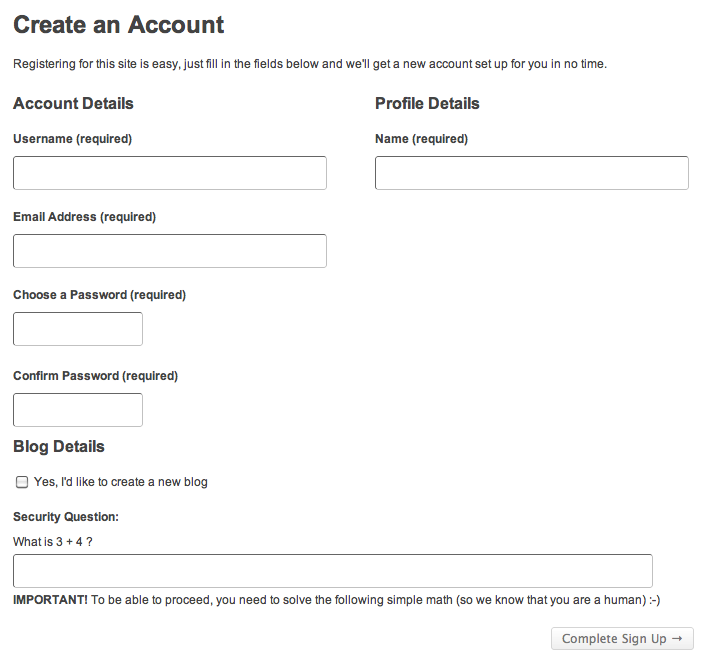 Create an Account
Registering for this site is easy, just fill in the fields below and we'll get a new account set up for you in no time.
Account Details
Username (required)
Email Address (required)
Choose a Password (required)
Confirm Password (required)
Profile Details
Name (required)
Blog Details
Yes, I'd like to create a new blog
Security Question:
What is 3 + 4 ?
IMPORTANT! To be able to proceed, you need to solve the following simple math (so we know that you are a human) :-)
Complete Sign Up →